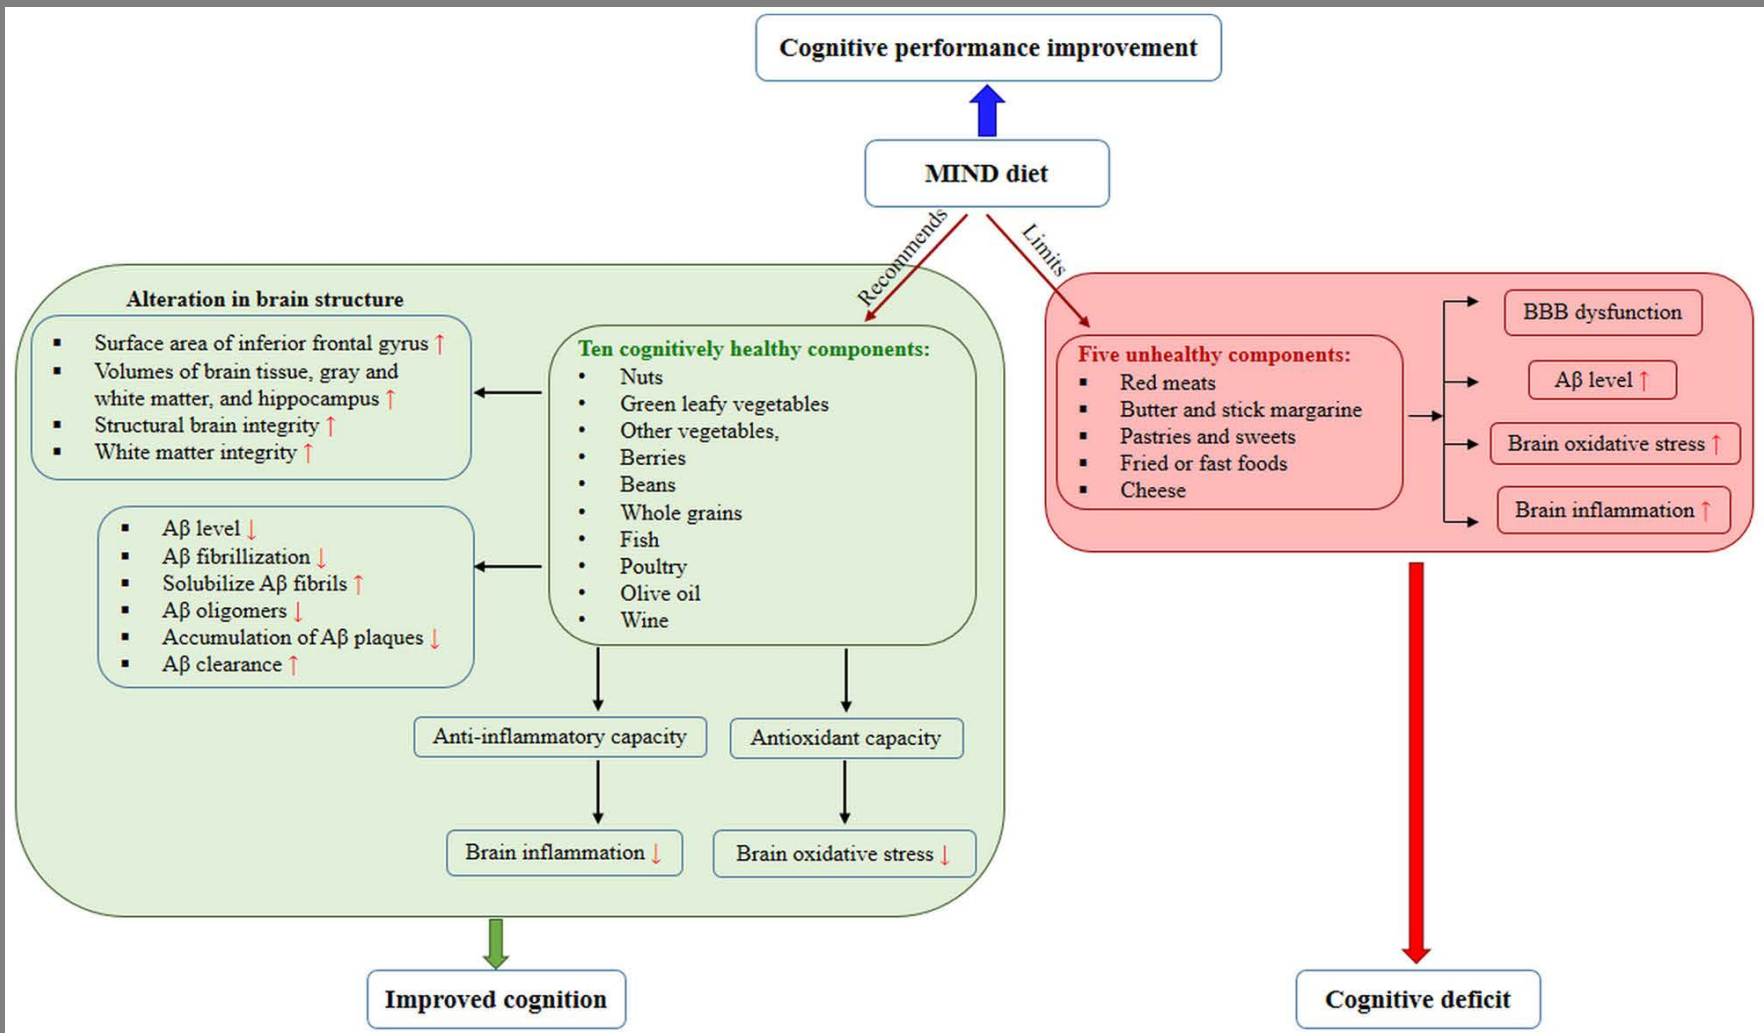 Cognitive performance improvement
MIND diet
Recommends
Limits
Alteration in brain structure
▪ Surface area of inferior frontal gyrus ↑
▪ Volumes of brain tissue, gray and
white matter, and hippocampus ↑
▪ Structural brain integrity ↑
▪ White matter integrity ↑
▪ Aβ level ↓
▪ Aβ fibrillization ↓
▪ Solubilize Aβ fibrils ↑
▪ Aβ oligomers ↓
▪ Accumulation of Aβ plaques ↓
▪ Aβ clearance ↑
Ten cognitively healthy components:
• Nuts
• Green leafy vegetables
• Other vegetables,
• Berries
• Beans
• Whole grains
• Fish
• Poultry
• Olive oil
• Wine
Anti-inflammatory capacity
Antioxidant capacity
Brain inflammation ↓
Brain oxidative stress ↓
Improved cognition
Five unhealthy components:
▪ Red meats
▪ Butter and stick margarine
▪ Pastries and sweets
▪ Fried or fast foods
▪ Cheese
BBB dysfunction
Aβ level ↑
Brain oxidative stress ↑
Brain inflammation ↑
Cognitive deficit